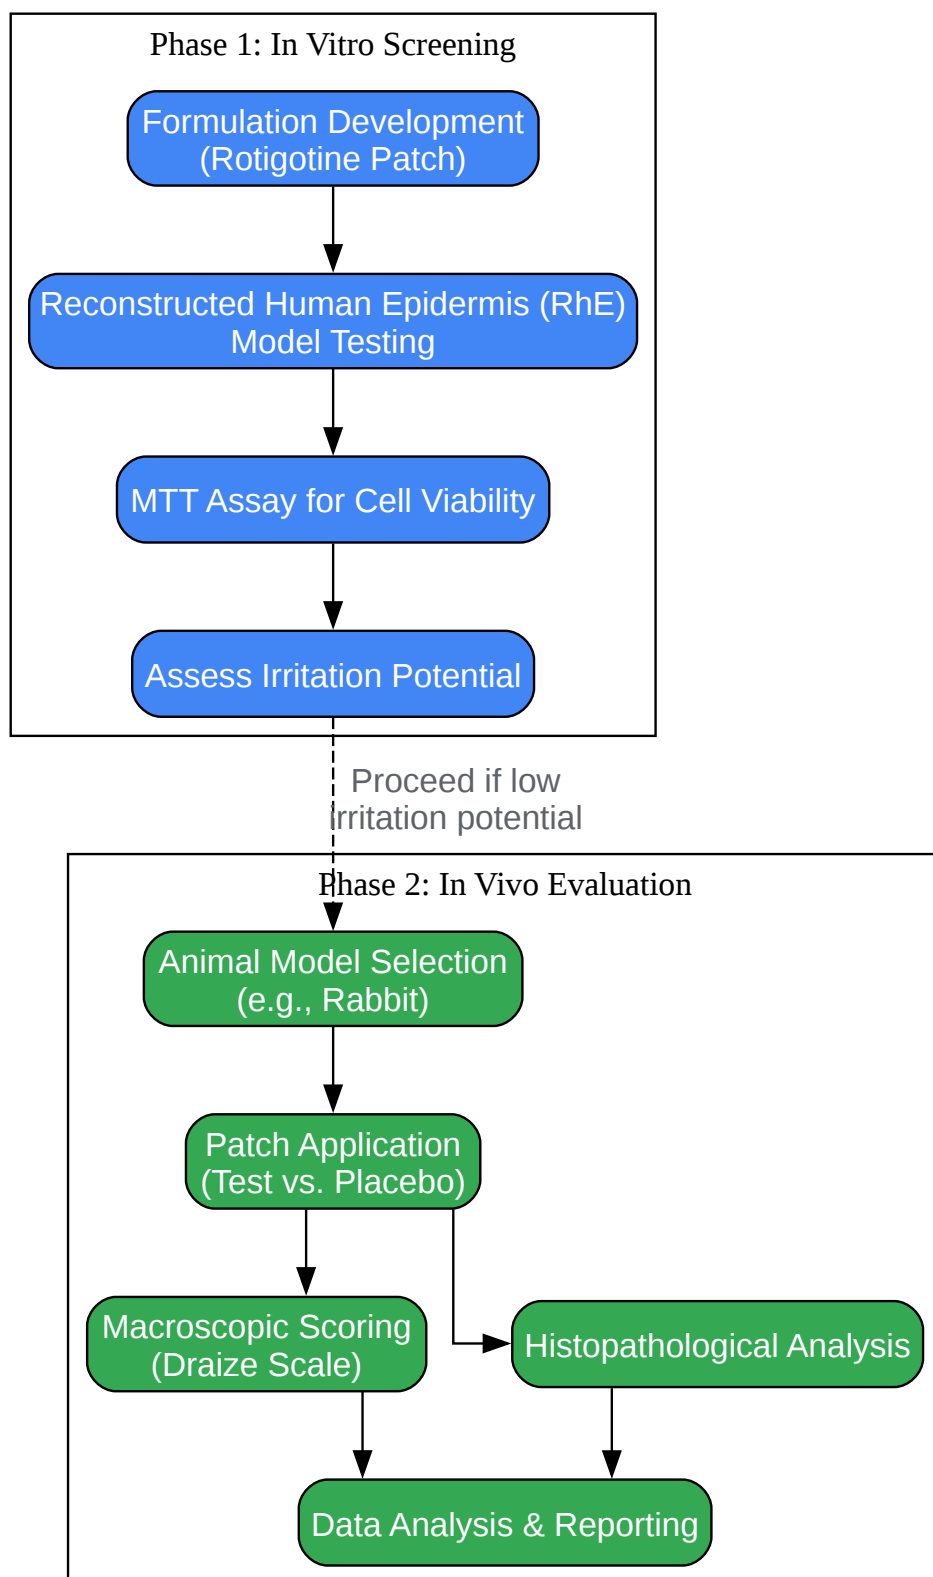 Phase 1: In Vitro Screening
Formulation Development
(Rotigotine Patch)
Reconstructed Human Epidermis (RhE)
Model Testing
MTT Assay for Cell Viability
Assess Irritation Potential
Proceed if low
irritation potential
Phase 2: In Vivo Evaluation
Animal Model Selection
(e.g., Rabbit)
Patch Application
(Test vs. Placebo)
Macroscopic Scoring
(Draize Scale)
Histopathological Analysis
Data Analysis & Reporting